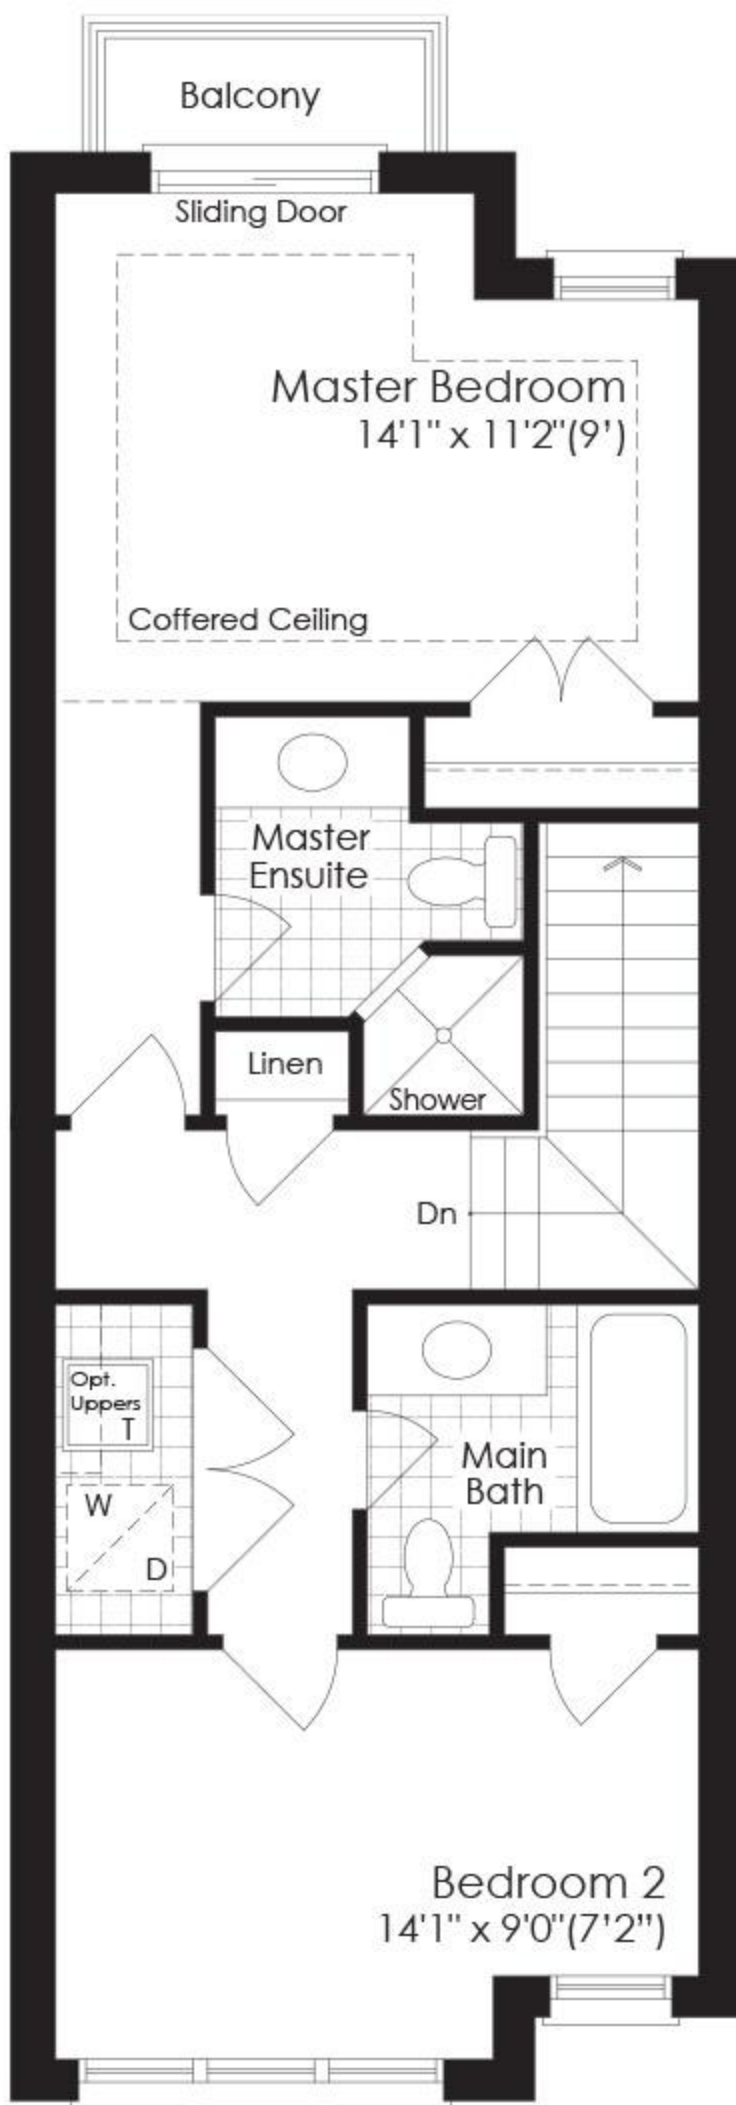 Balcony
Sliding Door
Master Bedroom
14'1" x 11'2"(9')
Coffered Ceiling
Master
Ensuite
Linen
Shower
Dn
Opt.
Uppers
T
W
D
Main
Bath
Bedroom 2
14'1" x 9'0"(7'2")